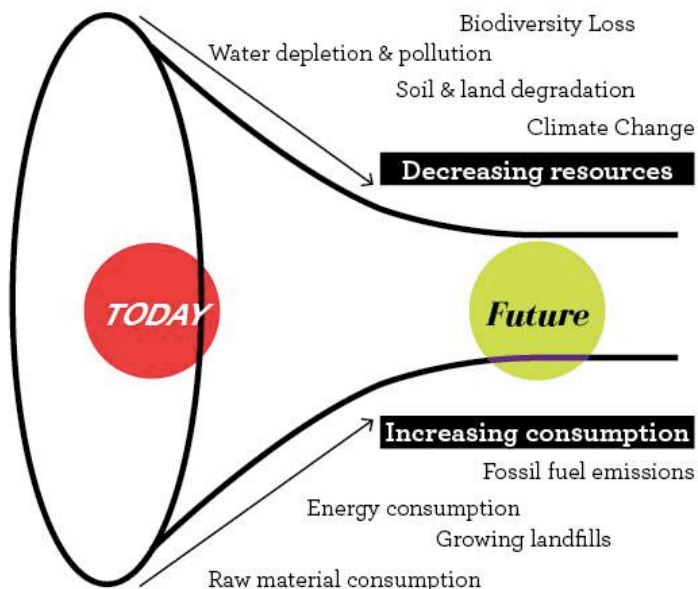 Biodiversity Loss
Water depletion & pollution
Soil & land degradation
Climate Change
Decreasing resources
TODAY
Future
Increasing consumption
Fossil fuel emissions
Energy consumption
Growing landfills
Raw material consumption